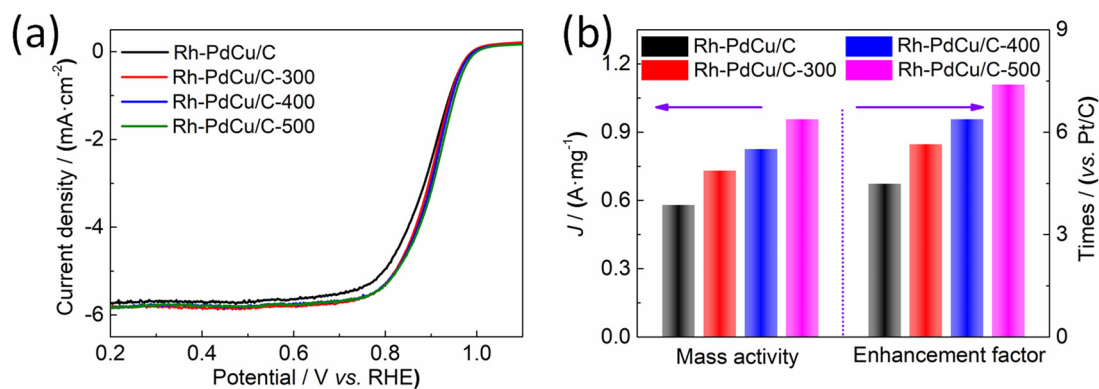 (a)
Rh-PdCu/C
Rh-PdCu/C-300
Rh-PdCu/C-400
Rh-PdCu/C-500
0
-2
-4
-6
Current density / (mA·cm⁻²)
0.2 0.4 0.6 0.8 1.0
Potential / V vs. RHE)
(b)
Rh-PdCu/C Rh-PdCu/C-400
Rh-PdCu/C-300 Rh-PdCu/C-500
1.2
0.9
0.6
0.3
0.0
J / (A·mg⁻¹)
9
6
3
0
Times / (vs. Pt/C)
Mass activity Enhancement factor